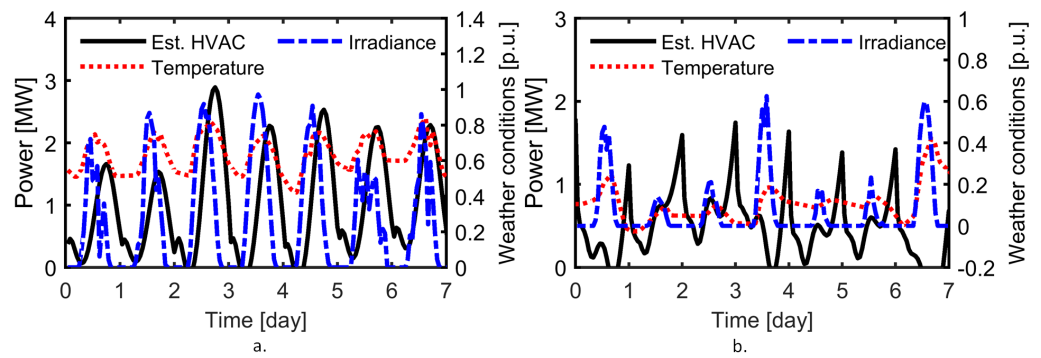 4
3
2
1
0
Power [MW]
Est. HVAC
Irradiance
Temperature
1.4
1.2
1
0.8
0.6
0.4
0.2
0
Weather conditions [p.u.]
0 1 2 3 4 5 6 7
Time [day]
a.
3
2
1
0
Power [MW]
Est. HVAC
Irradiance
Temperature
1
0.8
0.6
0.4
0.2
0
-0.2
Weather conditions [p.u.]
0 1 2 3 4 5 6 7
Time [day]
b.